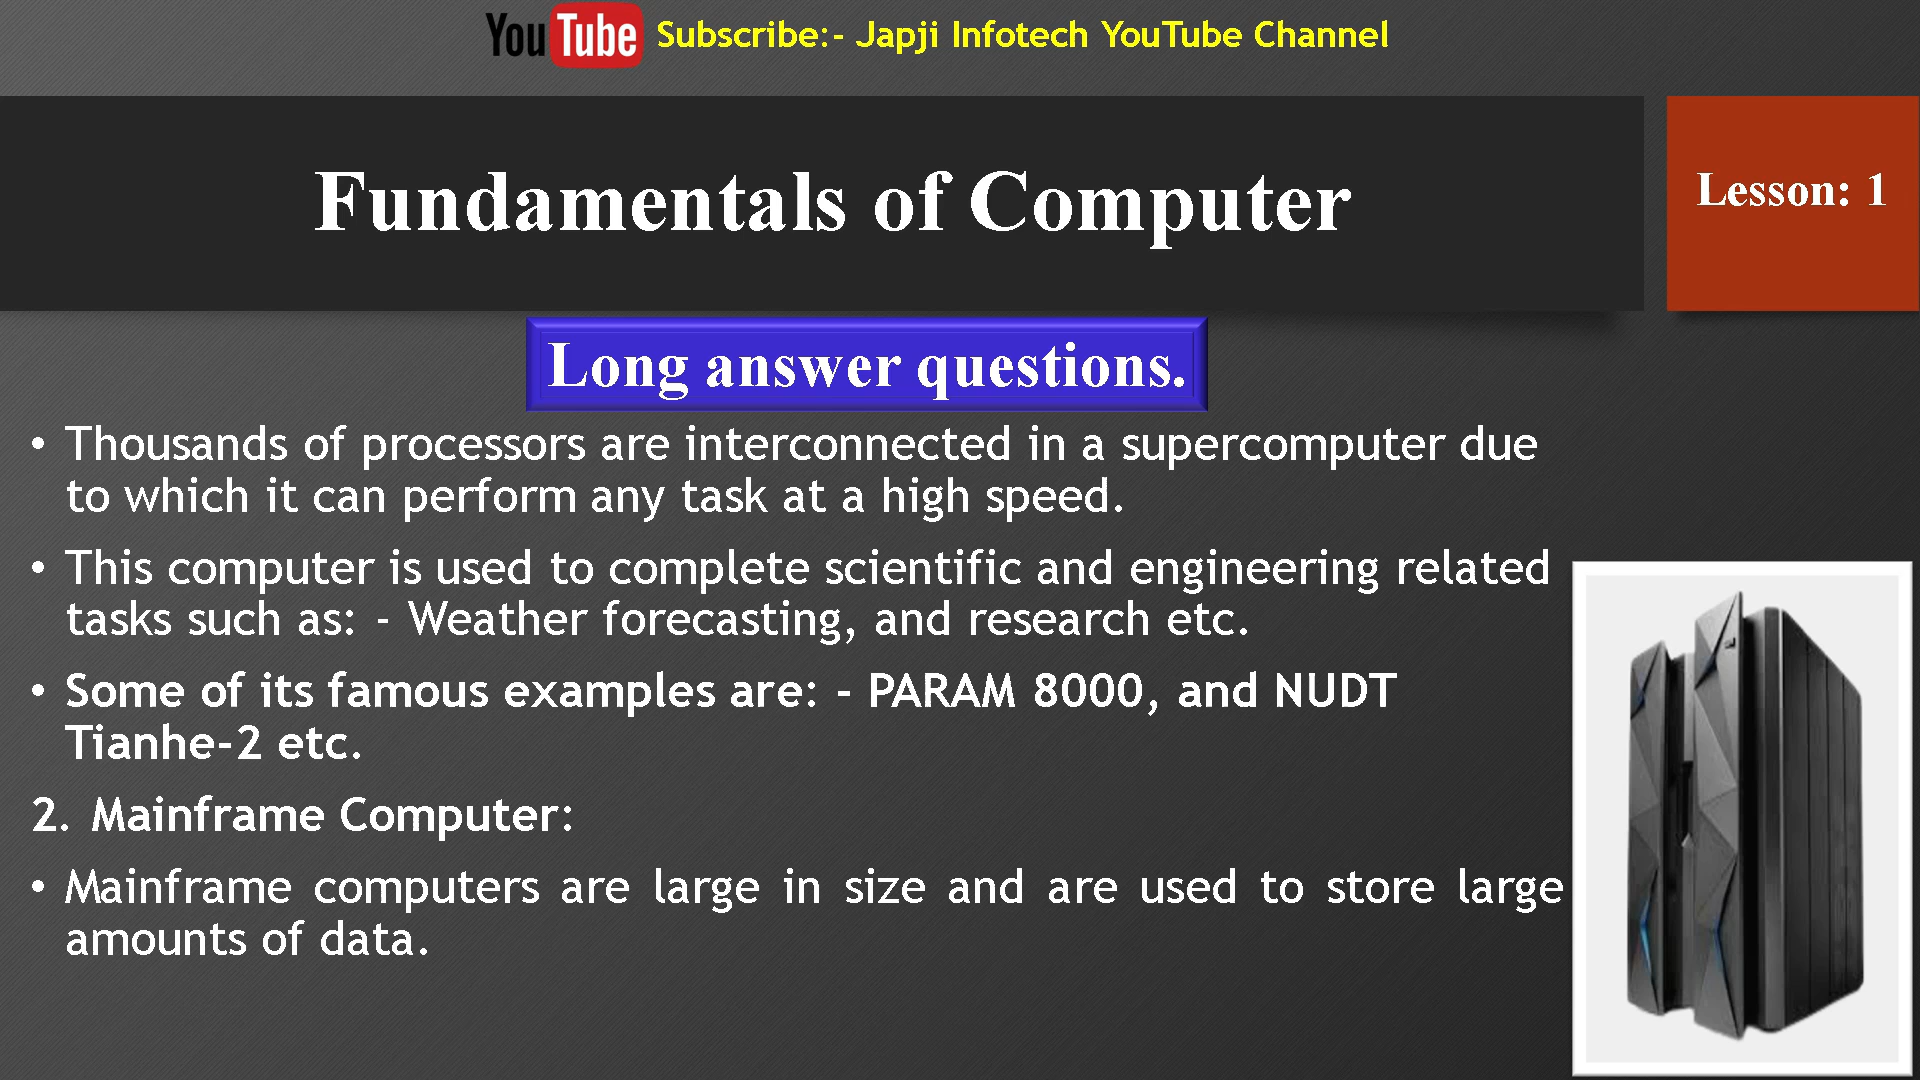 YouTube Subscribe:- Japji Infotech YouTube Channel
Fundamentals of Computer
Lesson: 1
Long answer questions.
• Thousands of processors are interconnected in a supercomputer due
to which it can perform any task at a high speed.
• This computer is used to complete scientific and engineering related
tasks such as: - Weather forecasting, and research etc.
• Some of its famous examples are: - PARAM 8000, and NUDT
Tianhe-2 etc.
2. Mainframe Computer:
• Mainframe computers are large in size and are used to store large
amounts of data.